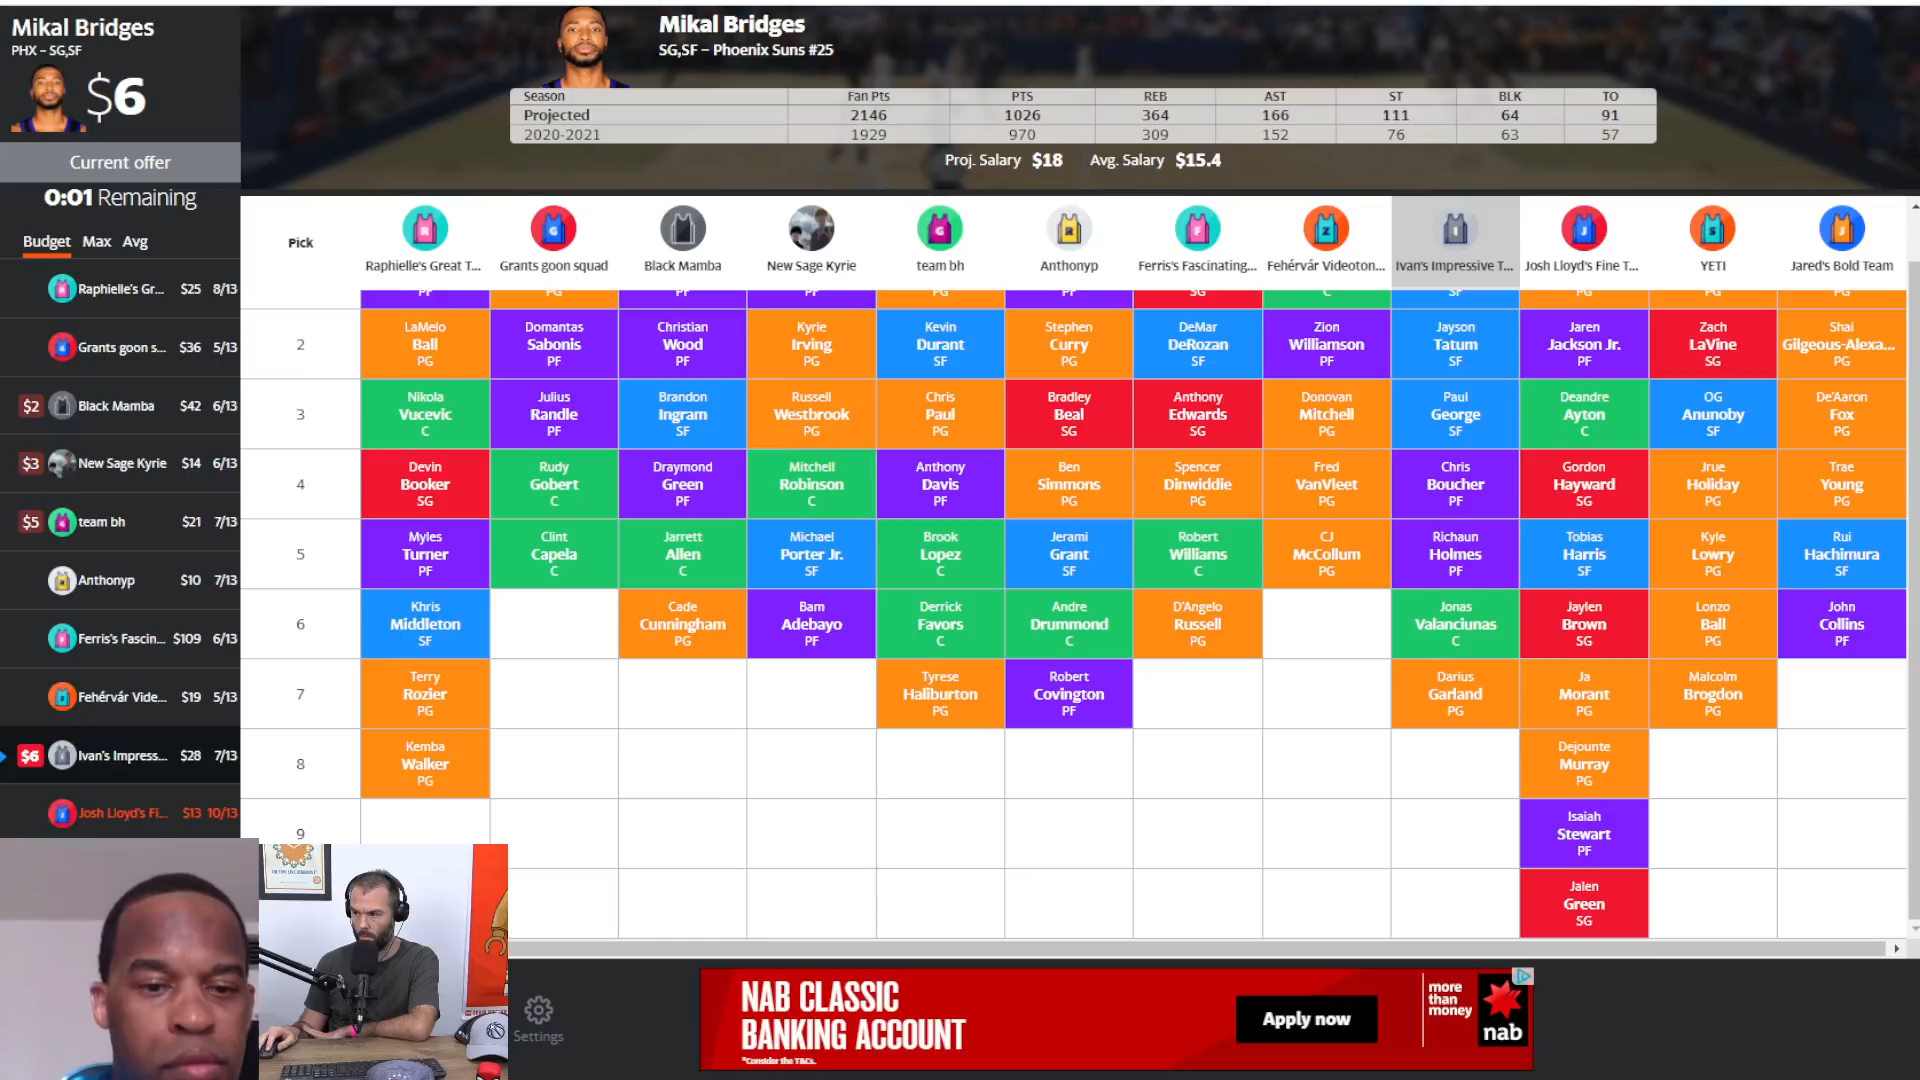 Mikal Bridges
PHX – SG,SF
$6
Current offer
0:01 Remaining
Budget Max Avg
Raphielle's Gr... $25 8/13
Grants goon s... $36 5/13
$2 Black Mamba $42 6/13
$3 New Sage Kyrie $14 6/13
$5 team bh $21 7/13
Anthonyp $10 7/13
Ferris's Fascin... $109 6/13
Fehérvár Vide... $19 5/13
$6 Ivan's Impress... $28 7/13
Josh Lloyd's Fi... $13 10/13
Mikal Bridges
SG,SF – Phoenix Suns #25
Season Fan Pts PTS REB AST ST BLK TO
Projected 2146 1026 364 166 111 64 91
2020-2021 1929 970 309 152 76 63 57
Proj. Salary $18 Avg. Salary $15.4
Pick Raphielle's Great T... Grants goon squad Black Mamba New Sage Kyrie team bh Anthonyp Ferris's Fascinating... Fehérvár Videoton... Ivan's Impressive T... Josh Lloyd's Fine T... YETI Jared's Bold Team
PF PG PF PF PG PF SG C SF PG PG PG
LaMelo Domantas Christian Kyrie Kevin Stephen DeMar Zion Jayson Jaren Zach Shai
2 Ball Sabonis Wood Irving Durant Curry DeRozan Williamson Tatum Jackson Jr. LaVine Gilgeous-Alexa...
PG PF PF PG SF PG SF PF SF PF SG PG
Nikola Julius Brandon Russell Chris Bradley Anthony Donovan Paul Deandre OG De'Aaron
3 Vucevic Randle Ingram Westbrook Paul Beal Edwards Mitchell George Ayton Anunoby Fox
C PF SF PG PG SG SG PG SF C SF PG
Devin Rudy Draymond Mitchell Anthony Ben Spencer Fred Chris Gordon Jrue Trae
4 Booker Gobert Green Robinson Davis Simmons Dinwiddie VanVleet Boucher Hayward Holiday Young
SG C PF C PF PG PG PG PF SG PG PG
Myles Clint Jarrett Michael Brook Jerami Robert CJ Richaun Tobias Kyle Rui
5 Turner Capela Allen Porter Jr. Lopez Grant Williams McCollum Holmes Harris Lowry Hachimura
PF C C SF C SF C PG PF SF PG SF
Khris Cade Bam Derrick Andre D'Angelo Jonas Jaylen Lonzo John
6 Middleton Cunningham Adebayo Favors Drummond Russell Valanciunas Brown Ball Collins
SF PG PF C C PG C SG PG PF
Terry Tyrese Robert Darius Ja Malcolm
7 Rozier Haliburton Covington Garland Morant Brogdon
PG PG PF PG PG PG
Kemba Dejounte
8 Walker Murray
PG PG
Isaiah
9 Stewart
PF
Jalen
Green
SG
Settings
NAB CLASSIC
BANKING ACCOUNT
*Consider the T&Cs.
Apply now
more
than
money
nab